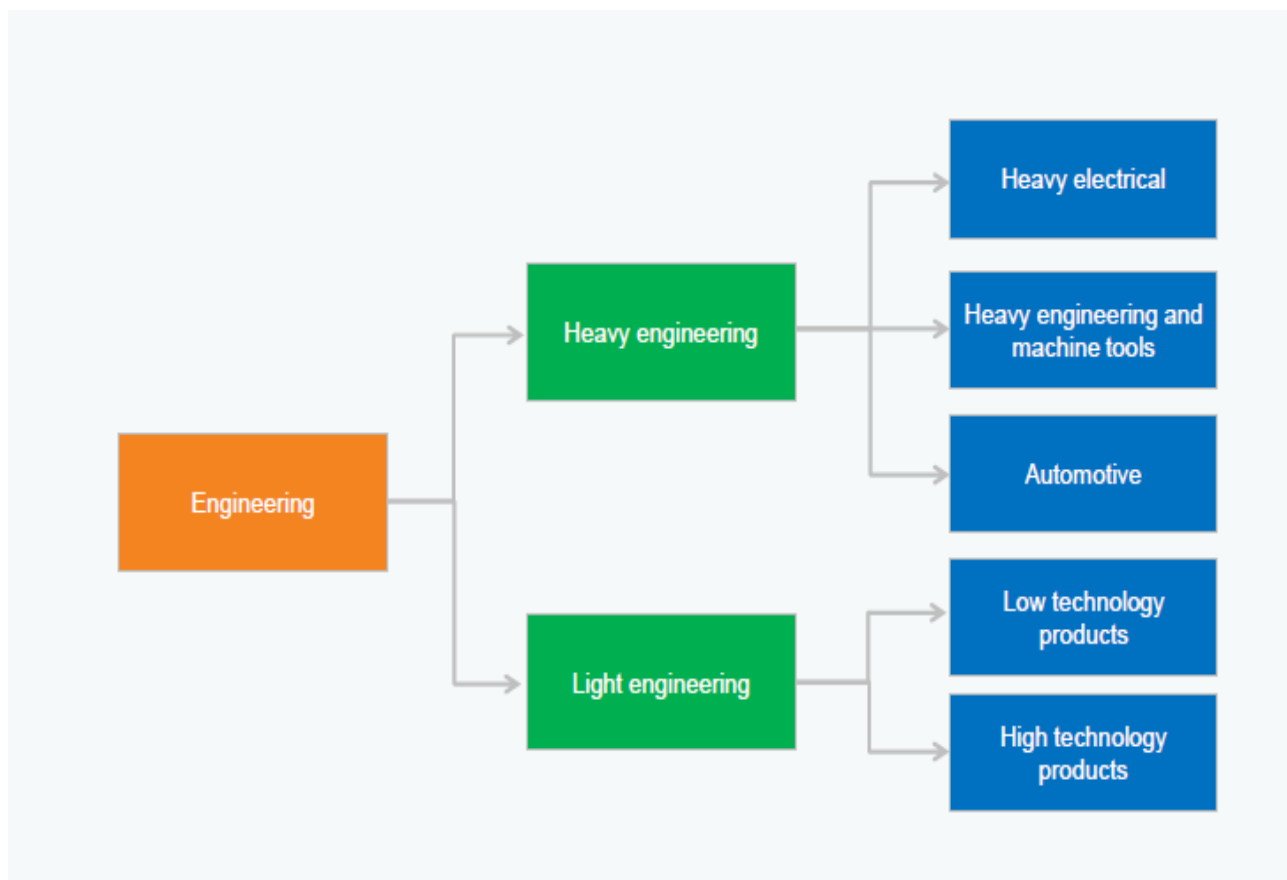 Engineering
Heavy engineering
Light engineering
Heavy electrical
Heavy engineering and
machine tools
Automotive
Low technology
products
High technology
products